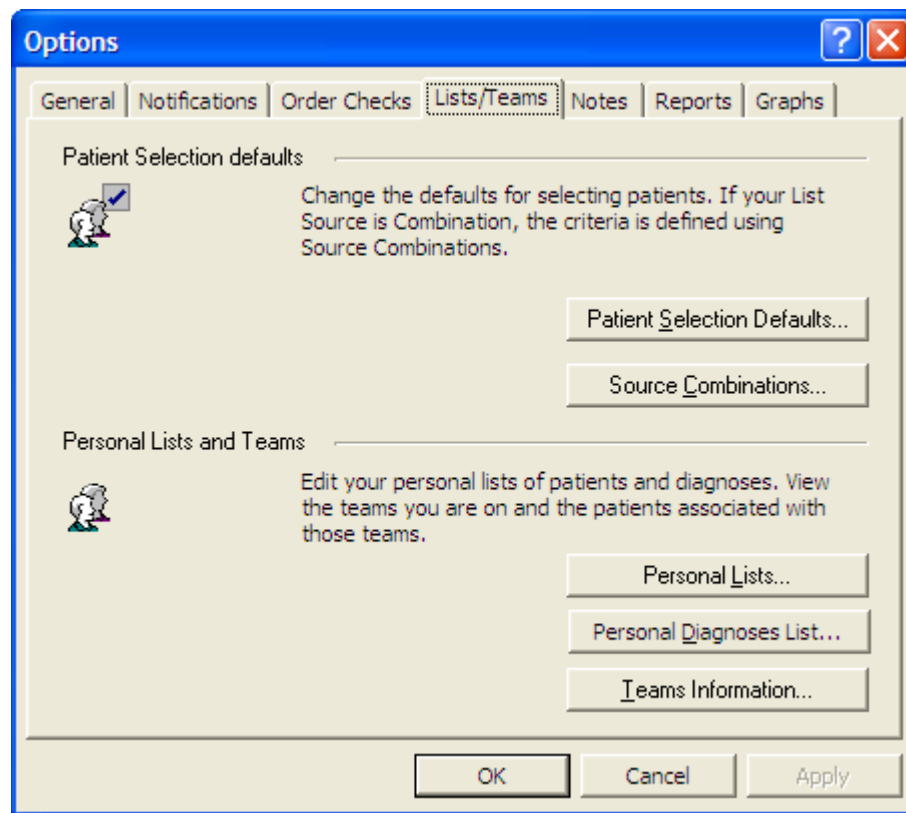 Options
General Notifications Order Checks Lists/Teams Notes Reports Graphs
Patient Selection defaults
Change the defaults for selecting patients. If your List
Source is Combination, the criteria is defined using
Source Combinations.
Patient Selection Defaults...
Source Combinations...
Personal Lists and Teams
Edit your personal lists of patients and diagnoses. View
the teams you are on and the patients associated with
those teams.
Personal Lists...
Personal Diagnoses List...
Teams Information...
OK Cancel Apply